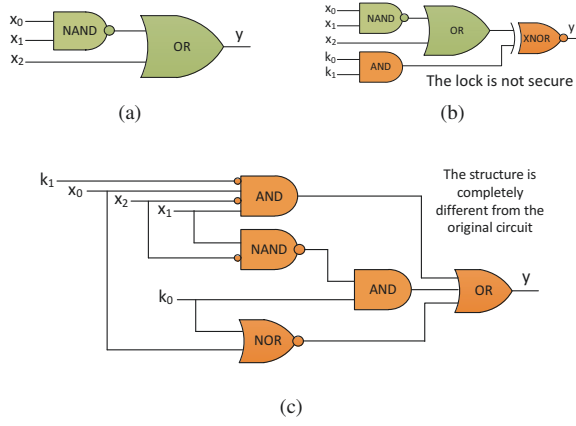 x0
x1
x2
NAND
OR
y
(a)
x0
x1
x2
k0
k1
NAND
OR
AND
XNOR
y
The lock is not secure
(b)
k1
x0
x2
x1
k0
AND
NAND
NOR
AND
OR
y
The structure is
completely
different from the
original circuit
(c)